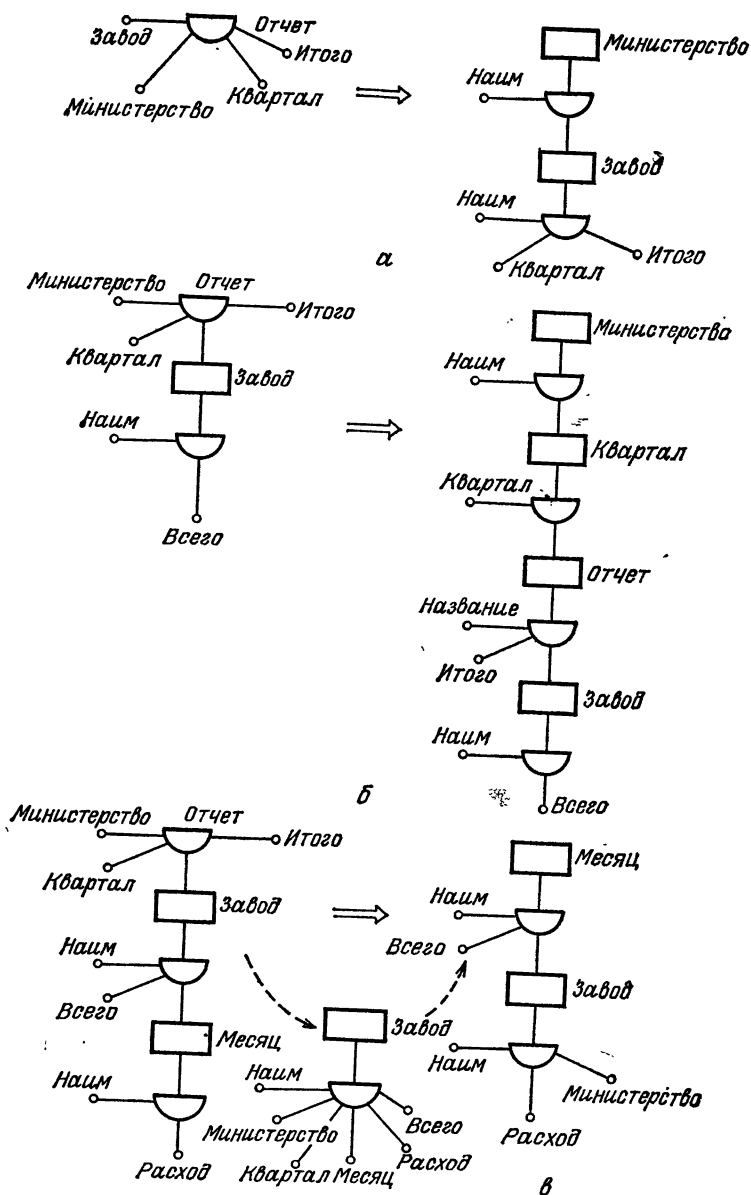 Отчет
Завод
Итого
Квартал
Министерство
Министерство
Наим
Завод
Наим
Итого
Квартал
а
Министерство
Отчет
Итого
Квартал
Завод
Наим
Всего
Министерства
Наим
Квартал
Квартал
Отчет
Название
Итого
Завод
Наим
Всего
б
Министерство
Отчет
Итого
Квартал
Завод
Наим
Всего
Месяц
Наим
Расход
Завод
Наим
Министерство
Всего
Расход
Квартал
Месяц
Месяц
Наим
Всего
Завод
Наим
Министерства
Расход
в